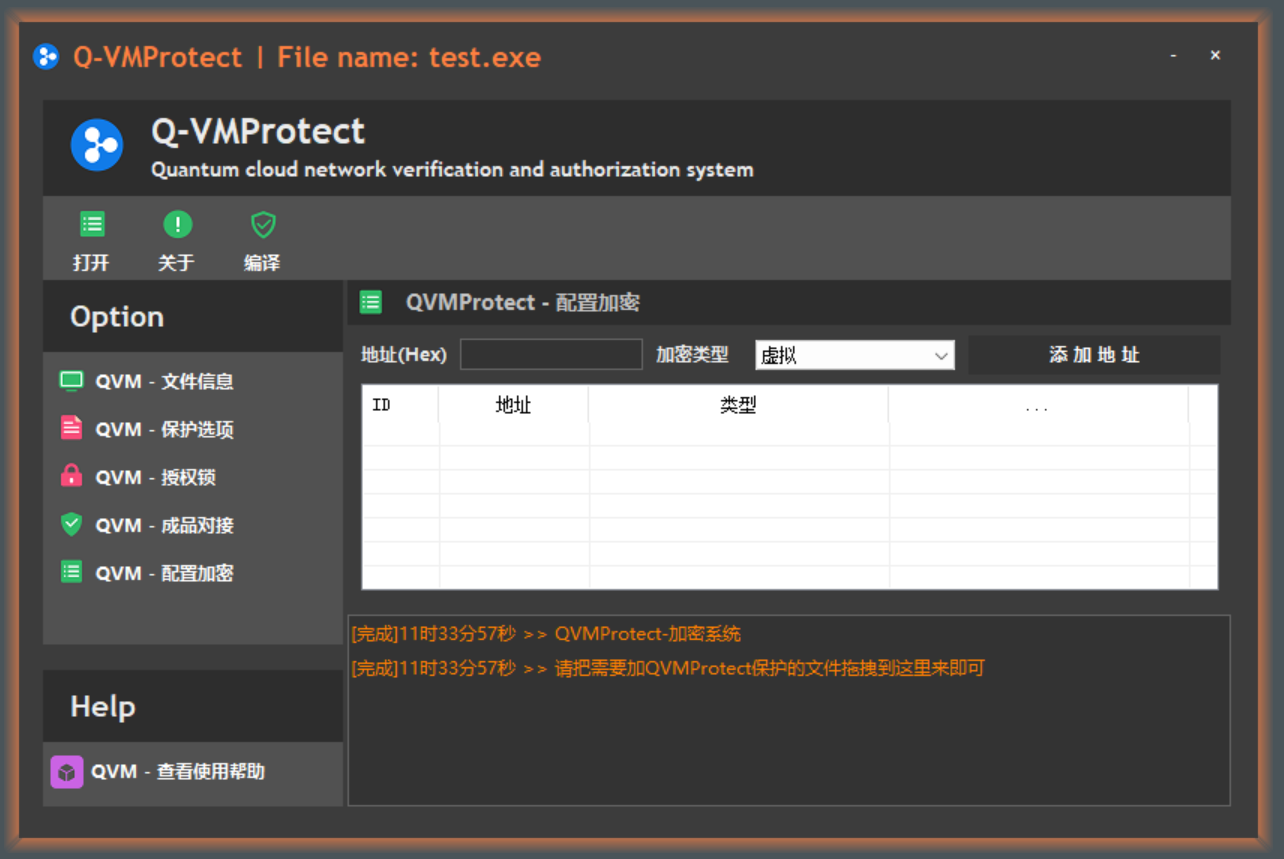 Q-VMProtect | File name: test.exe
Q-VMProtect
Quantum cloud network verification and authorization system
打开 关于 编译
Option
QVM - 文件信息
QVM - 保护选项
QVM - 授权锁
QVM - 成品对接
QVM - 配置加密
Help
QVM - 查看使用帮助
QVMProtect - 配置加密
地址(Hex) 加密类型 虚拟 添加地址
ID 地址 类型 ...
[完成]11时33分57秒 >> QVMProtect-加密系统
[完成]11时33分57秒 >> 请把需要加QVMProtect保护的文件拖拽到这里来即可